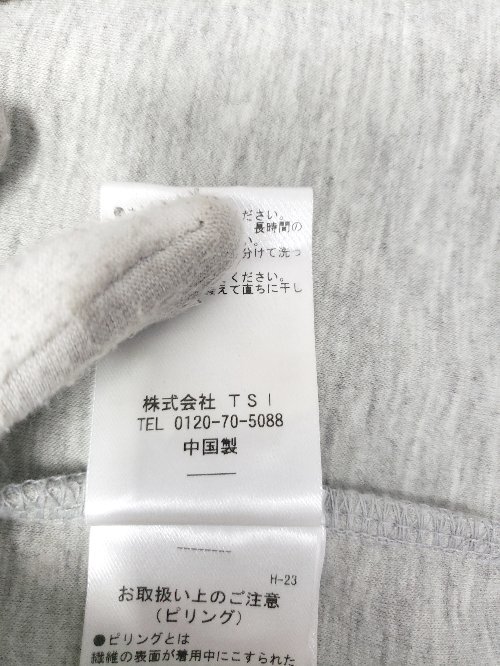 ださい。
長時間の
い。
分けて洗っ
ください。
えて直ちに干し
株式会社 TSI
TEL 0120-70-5088
中国製
H-23
お取扱い上のご注意
(ピリング)
●ピリングとは
繊維の表面が着用中にこすられた